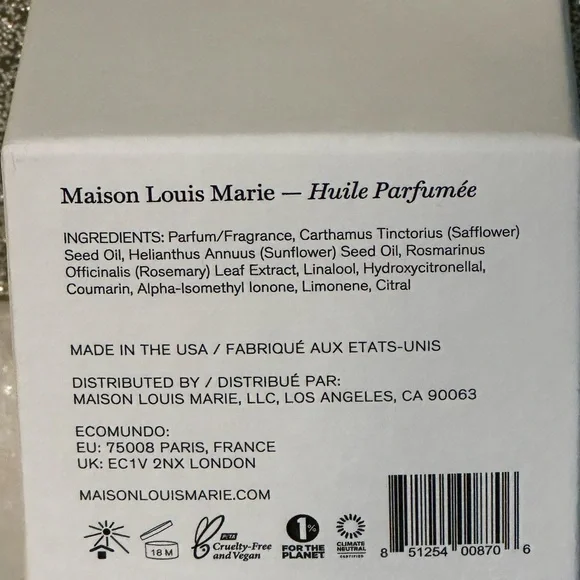 Maison Louis Marie — Huile Parfumée
INGREDIENTS: Parfum/Fragrance, Carthamus Tinctorius (Safflower)
Seed Oil, Helianthus Annuus (Sunflower) Seed Oil, Rosmarinus
Officinalis (Rosemary) Leaf Extract, Linalool, Hydroxycitronellal,
Coumarin, Alpha-Isomethyl Ionone, Limonene, Citral
MADE IN THE USA / FABRIQUÉ AUX ETATS-UNIS
DISTRIBUTED BY / DISTRIBUÉ PAR:
MAISON LOUIS MARIE, LLC, LOS ANGELES, CA 90063
ECOMUNDO:
EU: 75008 PARIS, FRANCE
UK: EC1V 2NX LONDON
MAISONLOUISMARIE.COM
18 M
PETA
Cruelty-Free
and Vegan
1%
FOR THE
PLANET
CLIMATE
NEUTRAL
CERTIFIED
8 51254 00870 6